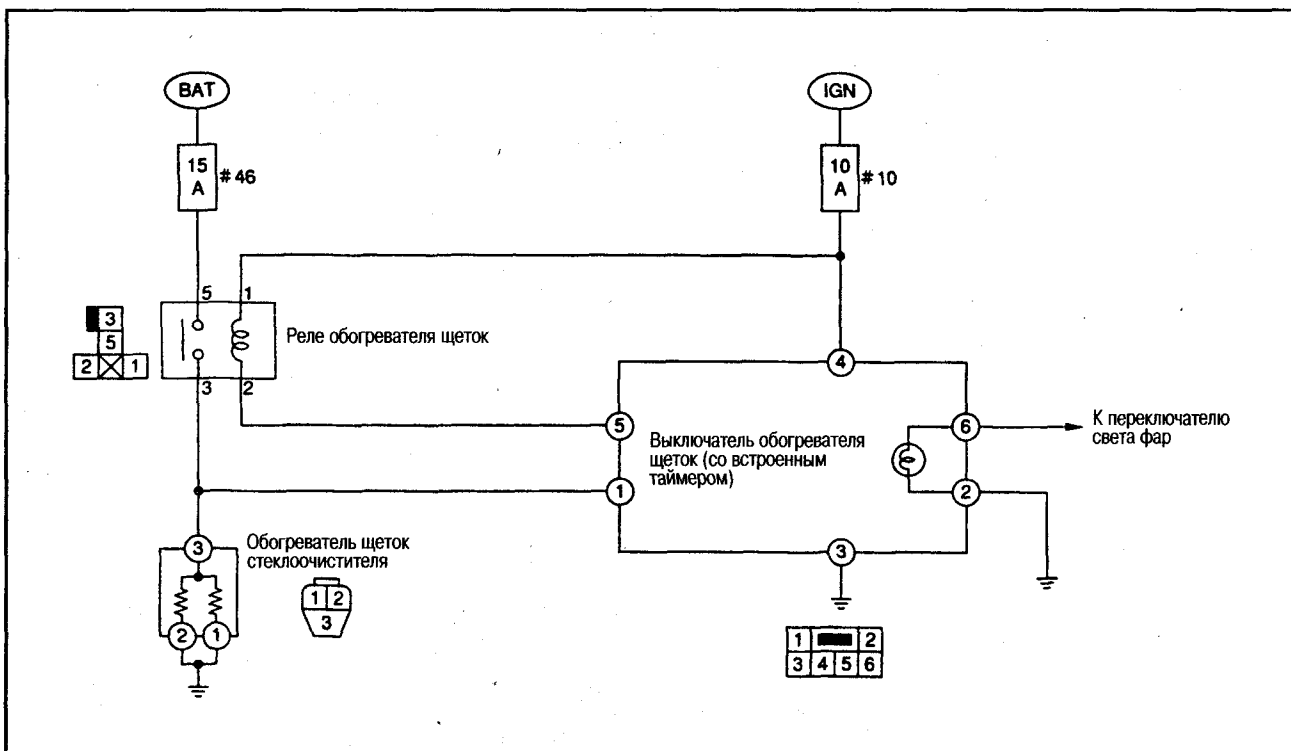 BAT
IGN
15
A
#46
10
A
#10
5 1
Реле обогревателя щеток
3
5
2 1
3 2
4
5
Выключатель обогревателя
щеток (со встроенным
таймером)
6
К переключателю
света фар
1
2
3
3
Обогреватель щеток
стеклоочистителя
1 2
3
2 1
1 2
3 4 5 6